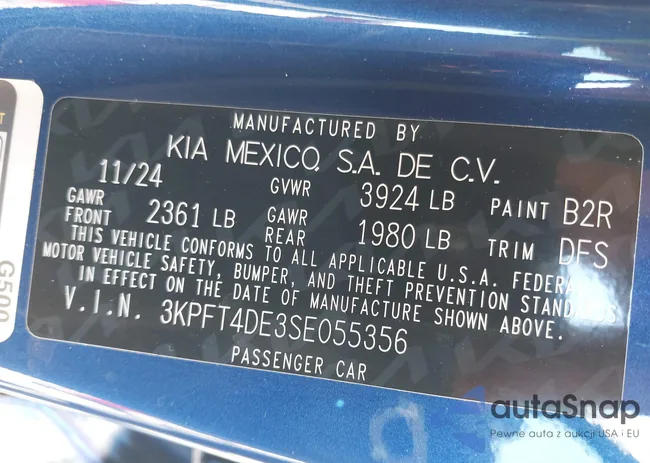 MANUFACTURED BY
KIA MEXICO, S.A. DE C.V.
11/24 GVWR 3924 LB PAINT B2R
GAWR FRONT 2361 LB GAWR REAR 1980 LB TRIM DFS
THIS VEHICLE CONFORMS TO ALL APPLICABLE U.S.A. FEDERAL
MOTOR VEHICLE SAFETY, BUMPER, AND THEFT PREVENTION STANDARDS
IN EFFECT ON THE DATE OF MANUFACTURE SHOWN ABOVE.
V.I.N. 3KPFT4DE3SE055356
PASSENGER CAR
G500
autoSnap
Pewne auta z aukcji USA i EU